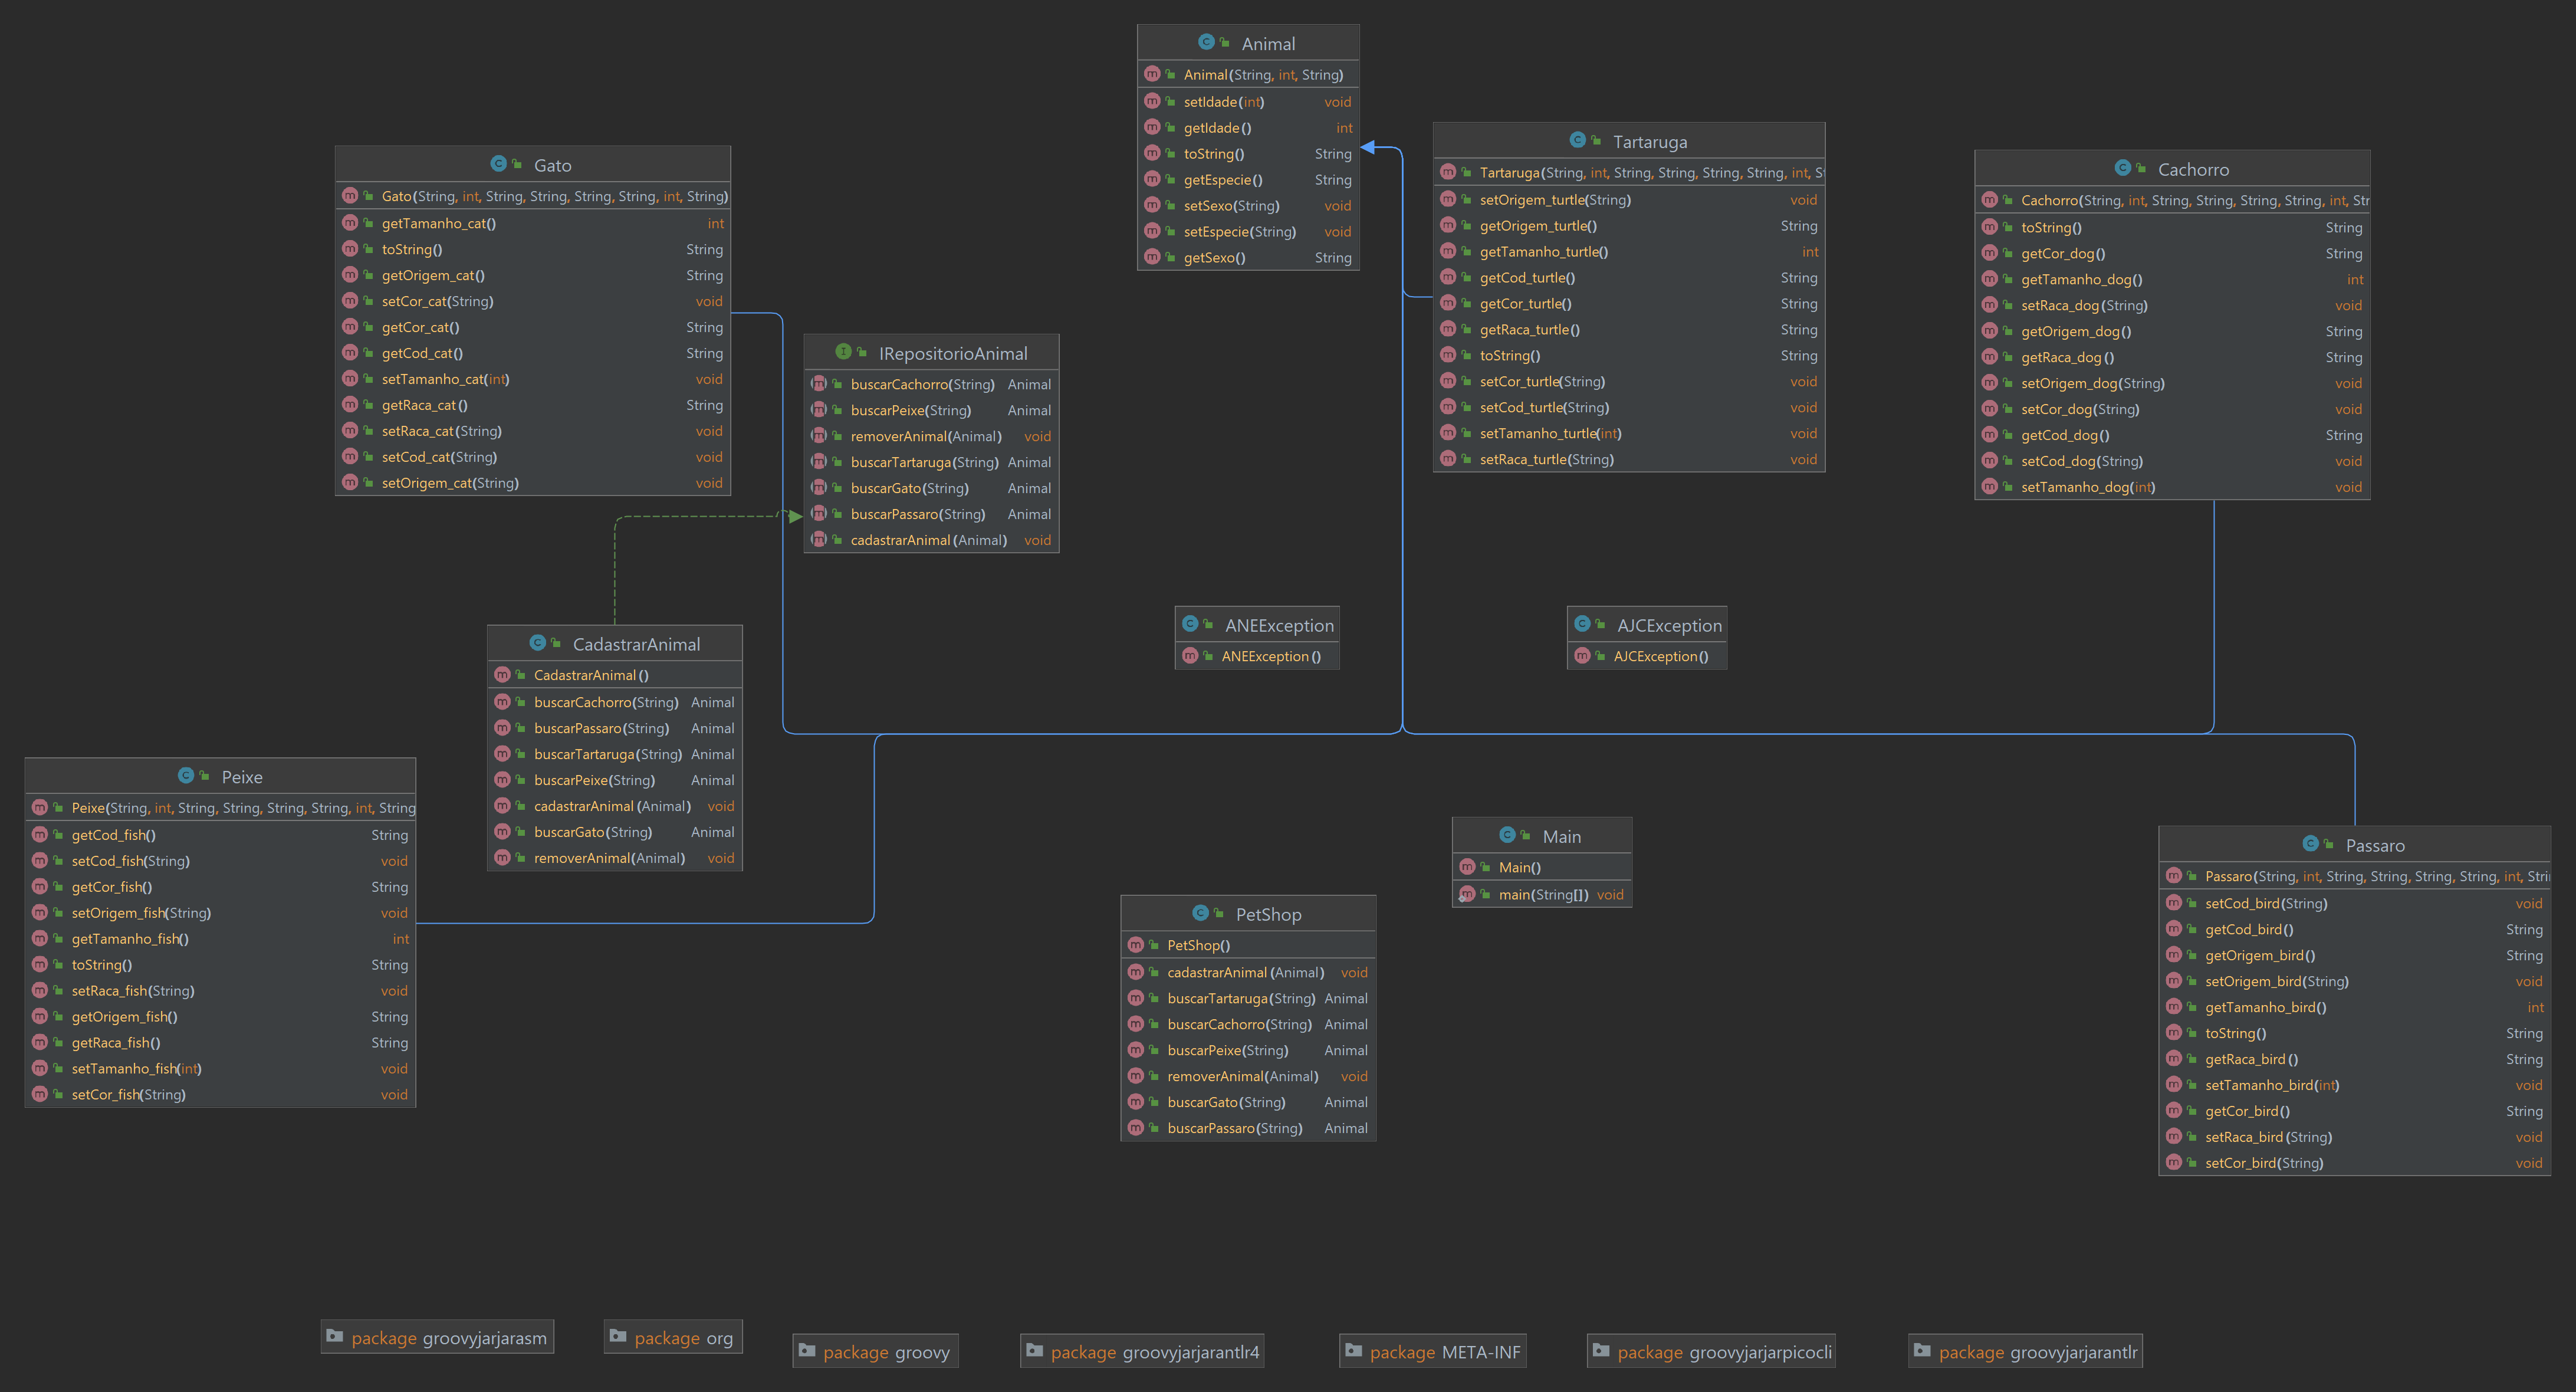 Animal
Animal(String, int, String)
setIdade(int) void
getIdade() int
toString() String
getEspecie() String
setSexo(String) void
setEspecie(String) void
getSexo() String
Tartaruga
Tartaruga(String, int, String, String, String, String, int, S
setOrigem_turtle(String) void
getOrigem_turtle() String
getTamanho_turtle() int
getCod_turtle() String
getCor_turtle() String
getRaca_turtle() String
toString() String
setCor_turtle(String) void
setCod_turtle(String) void
setTamanho_turtle(int) void
setRaca_turtle(String) void
Gato
Gato(String, int, String, String, String, String, int, String)
getTamanho_cat() int
toString() String
getOrigem_cat() String
setCor_cat(String) void
getCor_cat() String
getCod_cat() String
setTamanho_cat(int) void
getRaca_cat() String
setRaca_cat(String) void
setCod_cat(String) void
setOrigem_cat(String) void
Cachorro
Cachorro(String, int, String, String, String, String, int, Str
toString() String
getCor_dog() String
getTamanho_dog() int
setRaca_dog(String) void
getOrigem_dog() String
getRaca_dog() String
setOrigem_dog(String) void
setCor_dog(String) void
getCod_dog() String
setCod_dog(String) void
setTamanho_dog(int) void
IRepositorioAnimal
buscarCachorro(String) Animal
buscarPeixe(String) Animal
removerAnimal(Animal) void
buscarTartaruga(String) Animal
buscarGato(String) Animal
buscarPassaro(String) Animal
cadastrarAnimal(Animal) void
ANEException
ANEException()
AJCException
AJCException()
CadastrarAnimal
CadastrarAnimal()
buscarCachorro(String) Animal
buscarPassaro(String) Animal
buscarTartaruga(String) Animal
buscarPeixe(String) Animal
cadastrarAnimal(Animal) void
buscarGato(String) Animal
removerAnimal(Animal) void
Peixe
Peixe(String, int, String, String, String, String, int, String
getCod_fish() String
setCod_fish(String) void
getCor_fish() String
setOrigem_fish(String) void
getTamanho_fish() int
toString() String
setRaca_fish(String) void
getOrigem_fish() String
getRaca_fish() String
setTamanho_fish(int) void
setCor_fish(String) void
Main
Main()
main(String[]) void
PetShop
PetShop()
cadastrarAnimal(Animal) void
buscarTartaruga(String) Animal
buscarCachorro(String) Animal
buscarPeixe(String) Animal
removerAnimal(Animal) void
buscarGato(String) Animal
buscarPassaro(String) Animal
Passaro
Passaro(String, int, String, String, String, String, int, Stri
setCod_bird(String) void
getCod_bird() String
getOrigem_bird() String
setOrigem_bird(String) void
getTamanho_bird() int
toString() String
getRaca_bird() String
setTamanho_bird(int) void
getCor_bird() String
setRaca_bird(String) void
setCor_bird(String) void
package groovyjarjarasm
package org
package groovy
package groovyjarjarantlr4
package META-INF
package groovyjarjarpicocli
package groovyjarjarantlr